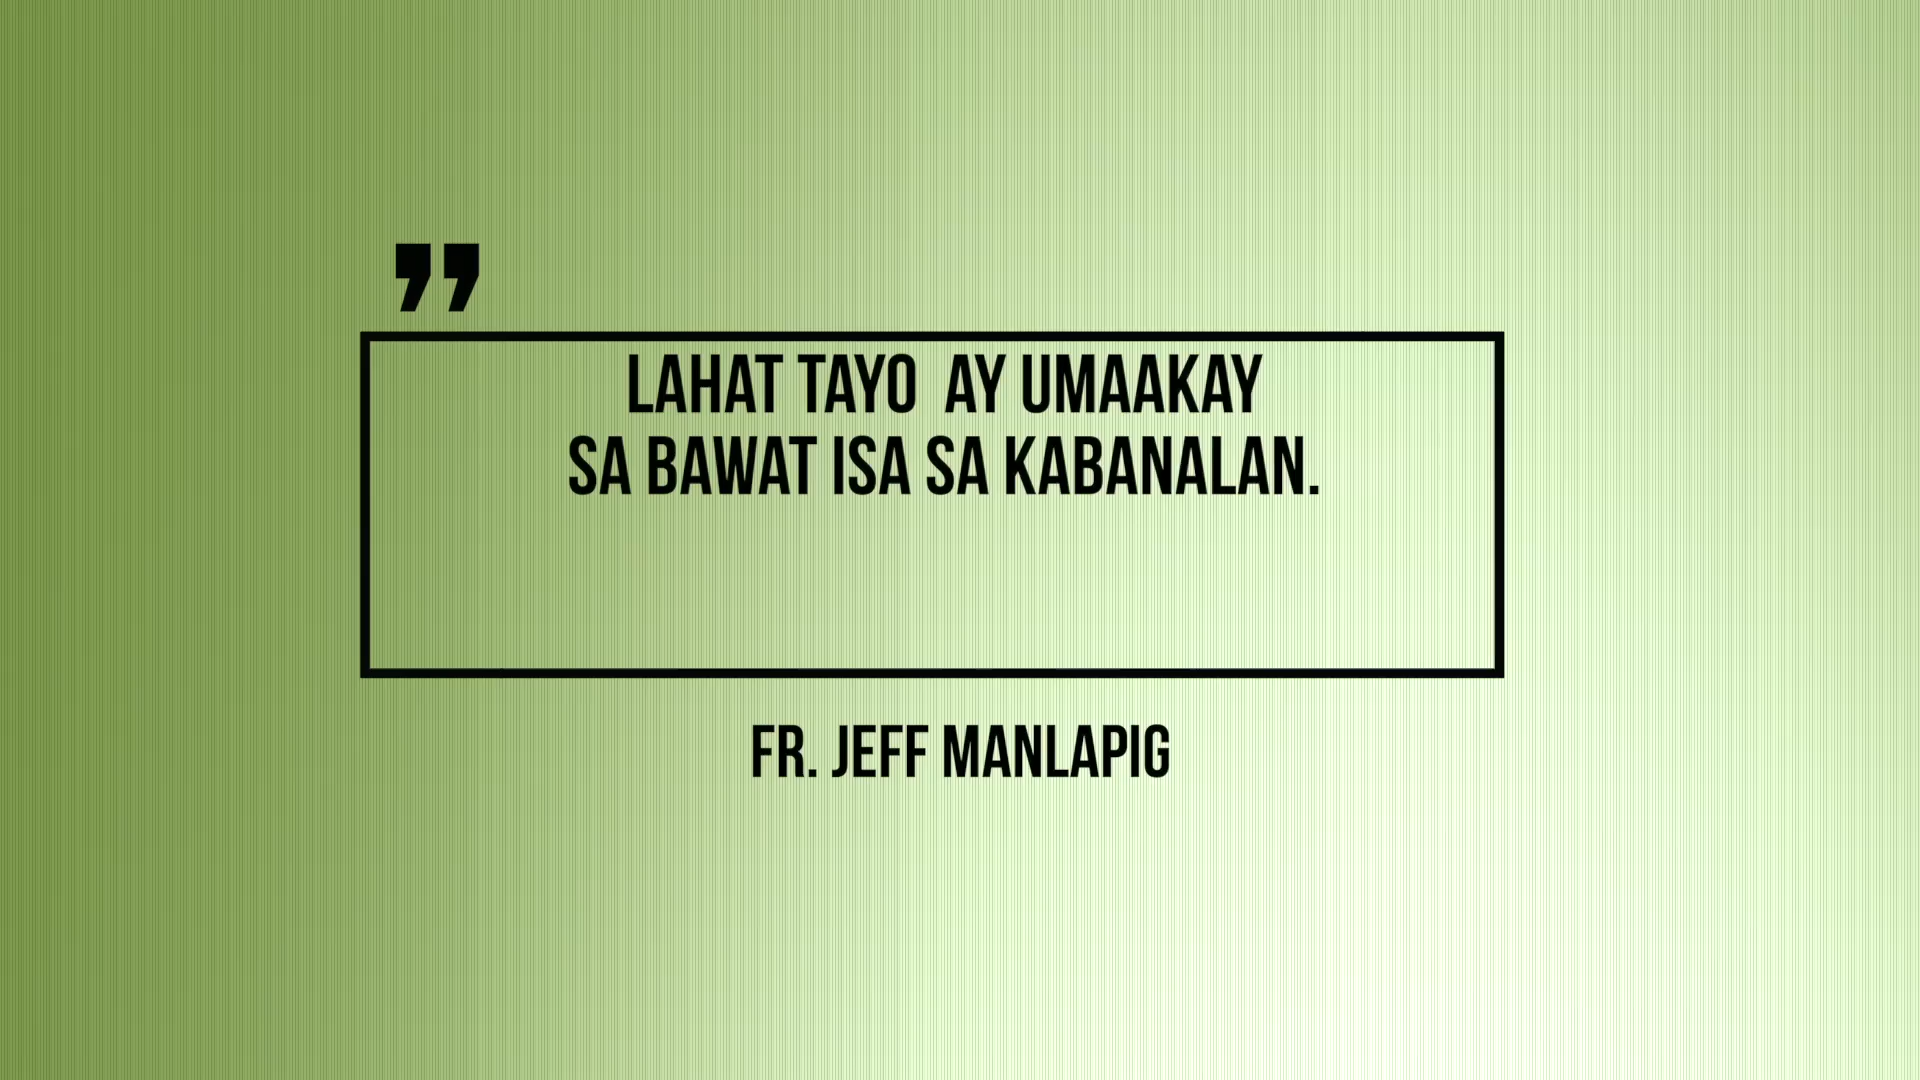 ”
LAHAT TAYO  AY UMAAKAY
SA BAWAT ISA SA KABANALAN.
FR. JEFF MANLAPIG